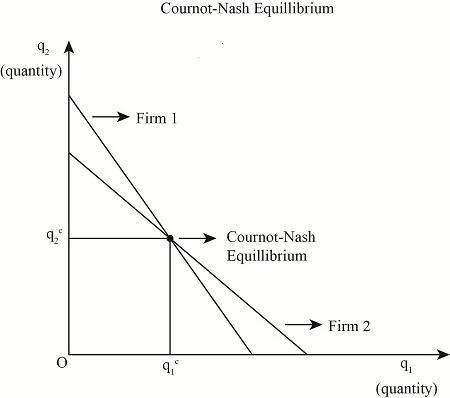 Cournot-Nash Equillibrium
q₂
(quantity)
Firm 1
q₂ᶜ
Cournot-Nash
Equillibrium
Firm 2
O
q₁ᶜ
q₁
(quantity)